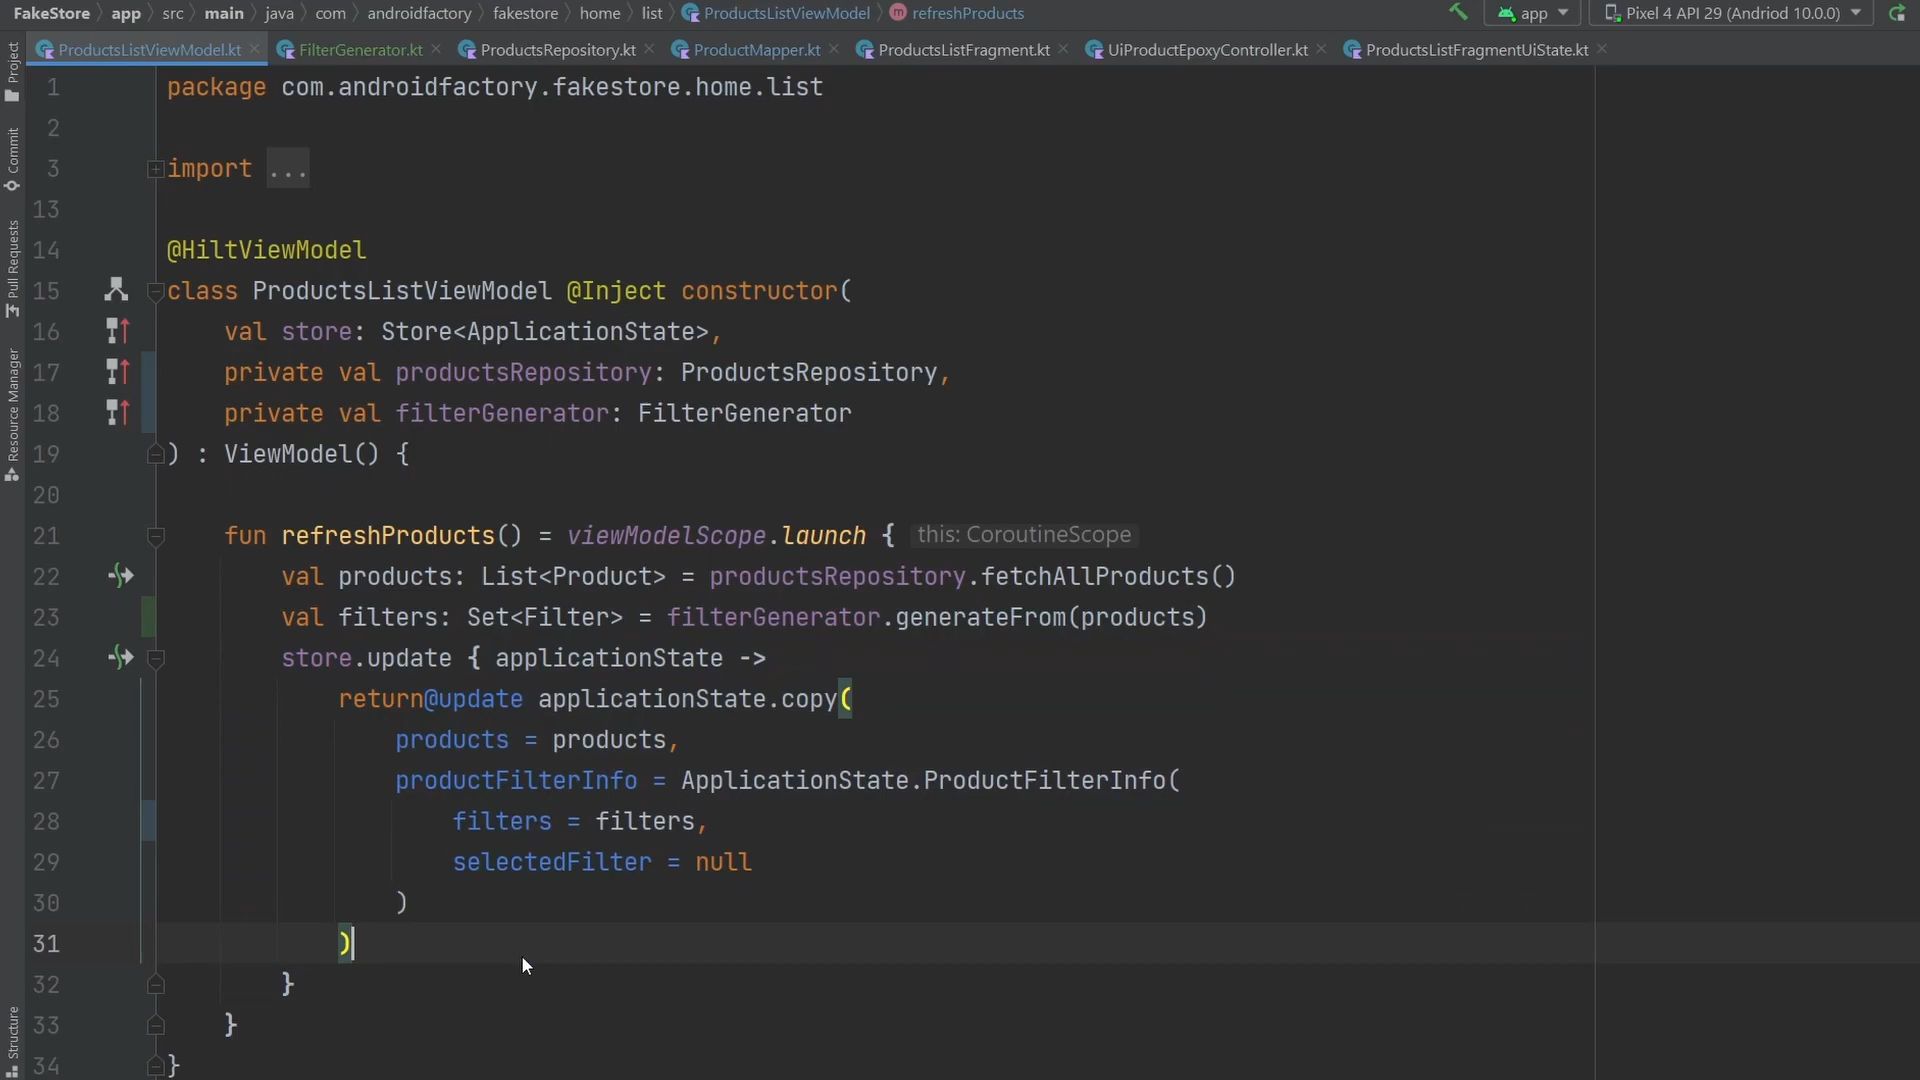 FakeStore app src main java com androidfactory fakestore home list ProductsListViewModel refreshProducts app Pixel 4 API 29 (Andriod 10.0.0)
ProductsListViewModel.kt FilterGenerator.kt ProductsRepository.kt ProductMapper.kt ProductsListFragment.kt UiProductEpoxyController.kt ProductsListFragmentUiState.kt
Project
Commit
Pull Requests
Resource Manager
Structure
1 package com.androidfactory.fakestore.home.list
2
3 import ...
13
14 @HiltViewModel
15 class ProductsListViewModel @Inject constructor(
16 val store: Store<ApplicationState>,
17 private val productsRepository: ProductsRepository,
18 private val filterGenerator: FilterGenerator
19 ) : ViewModel() {
20
21 fun refreshProducts() = viewModelScope.launch { this: CoroutineScope
22 val products: List<Product> = productsRepository.fetchAllProducts()
23 val filters: Set<Filter> = filterGenerator.generateFrom(products)
24 store.update { applicationState ->
25 return@update applicationState.copy(
26 products = products,
27 productFilterInfo = ApplicationState.ProductFilterInfo(
28 filters = filters,
29 selectedFilter = null
30 )
31 )
32 }
33 }
34 }